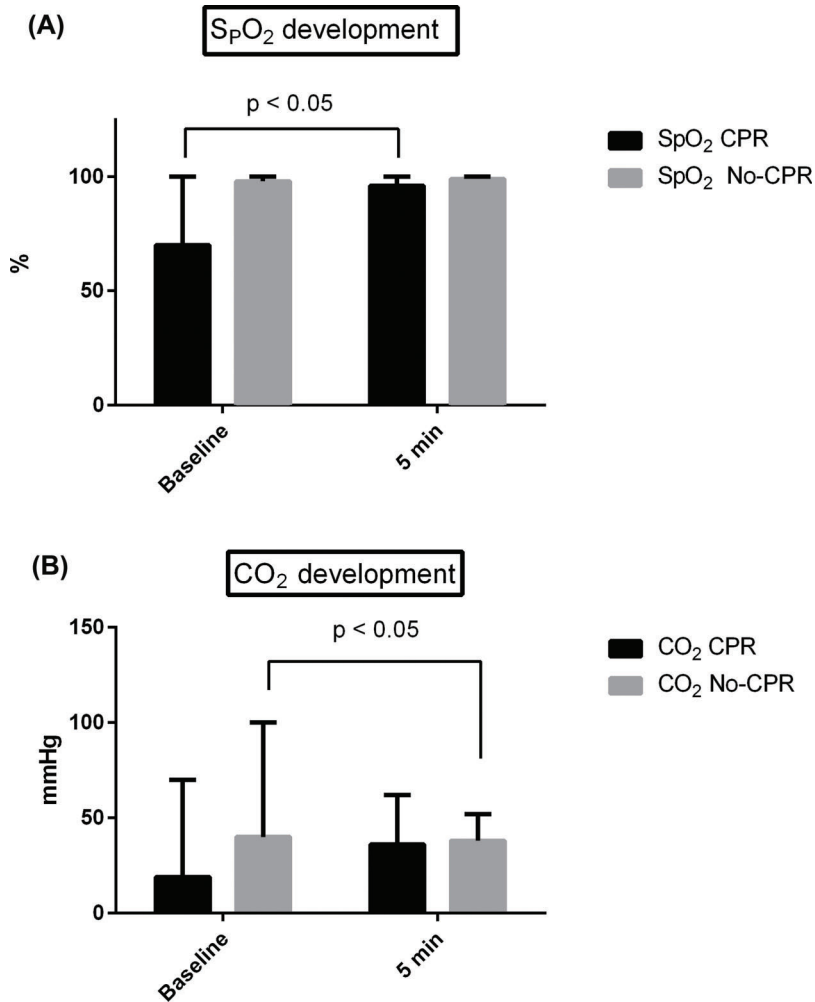 (A)
SPO2 development
p < 0.05
SpO2 CPR
SpO2 No-CPR
100
50
0
%
Baseline
5 min
(B)
CO2 development
p < 0.05
CO2 CPR
CO2 No-CPR
150
100
50
0
mmHg
Baseline
5 min